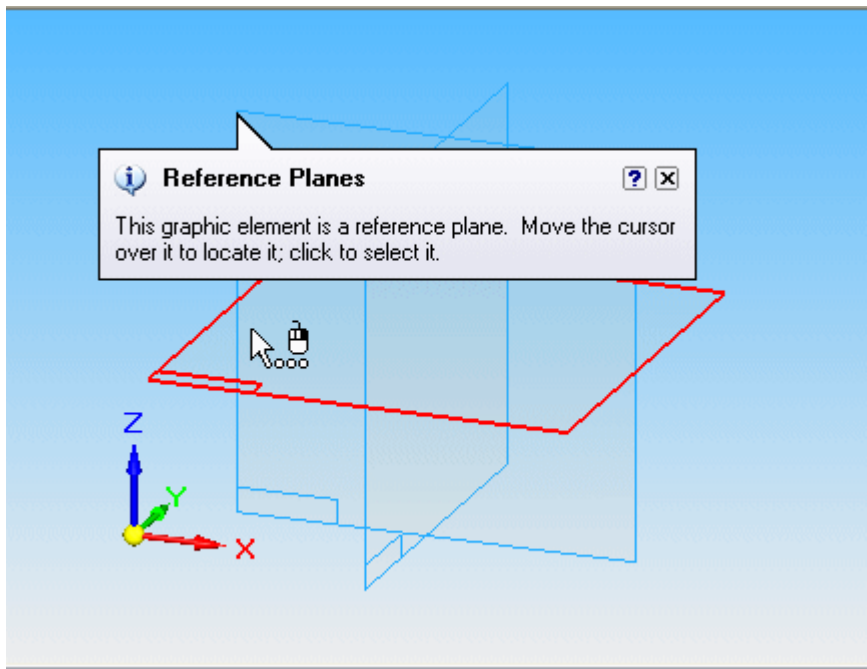 Reference Planes
This graphic element is a reference plane. Move the cursor
over it to locate it; click to select it.
Z
Y
X